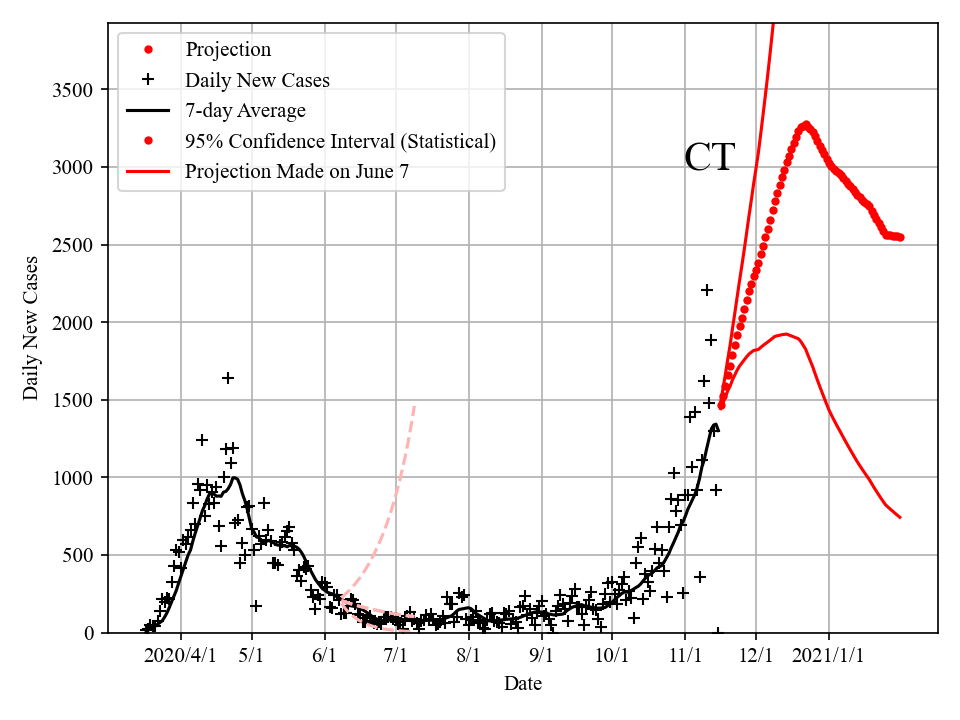 Projection
Daily New Cases
7-day Average
95% Confidence Interval (Statistical)
Projection Made on June 7
CT
3500
3000
2500
2000
1500
1000
500
0
Daily New Cases
2020/4/1 5/1 6/1 7/1 8/1 9/1 10/1 11/1 12/1 2021/1/1
Date